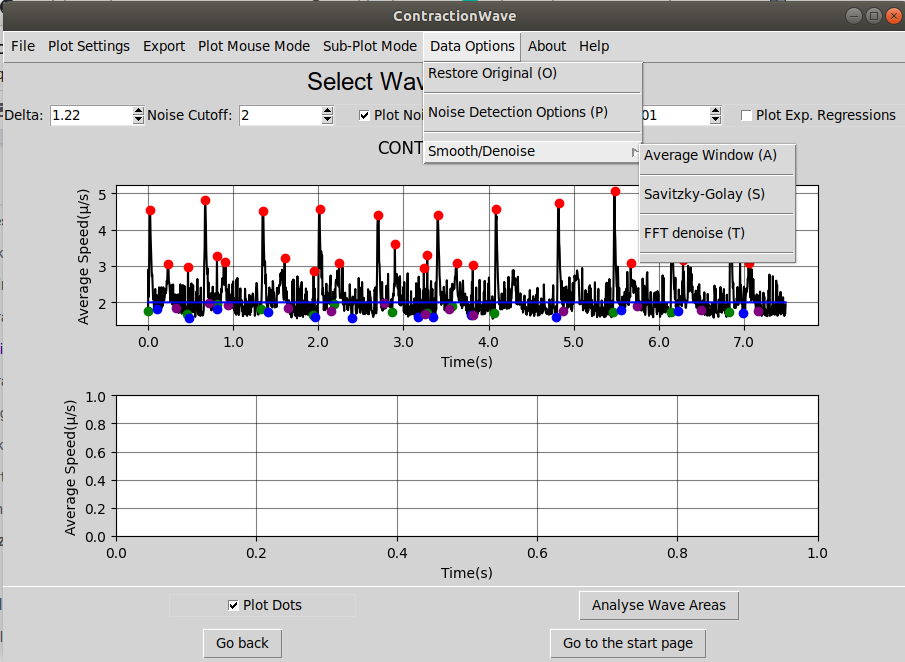 ContractionWave
File Plot Settings Export Plot Mouse Mode Sub-Plot Mode Data Options About Help
Select Wav
Restore Original (O)
Delta: 1.22 Noise Cutoff: 2 Plot Noi 01 Plot Exp. Regressions
Noise Detection Options (P)
CONT
Smooth/Denoise
Average Window (A)
Savitzky-Golay (S)
FFT denoise (T)
Average Speed(μ/s)
5
4
3
2
0.0 1.0 2.0 3.0 4.0 5.0 6.0 7.0
Time(s)
Average Speed(μ/s)
1.0
0.8
0.6
0.4
0.2
0.0
0.0 0.2 0.4 0.6 0.8 1.0
Time(s)
Plot Dots Analyse Wave Areas
Go back Go to the start page